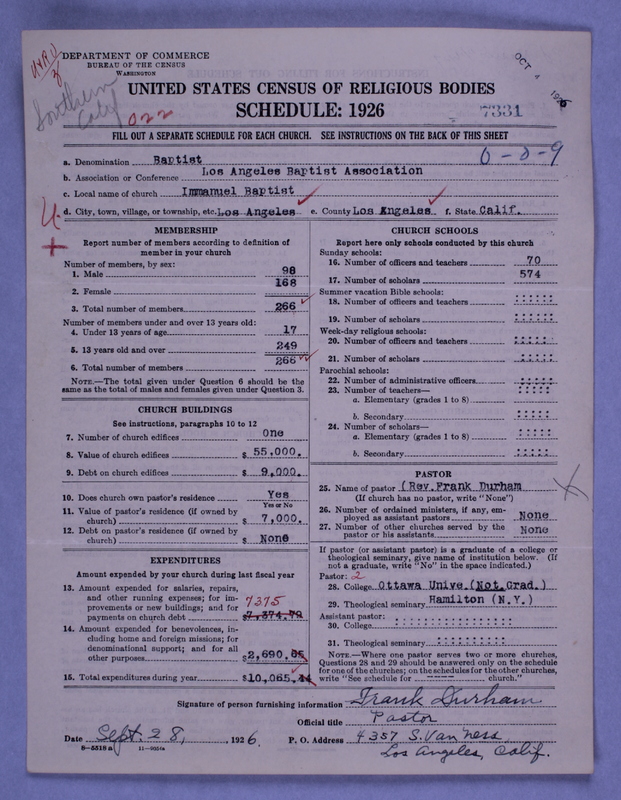 U&R U
3
DEPARTMENT OF COMMERCE
BUREAU OF THE CENSUS
WASHINGTON
OCT 4 1926
Southern
Calif
022
UNITED STATES CENSUS OF RELIGIOUS BODIES
SCHEDULE: 1926
7331
FILL OUT A SEPARATE SCHEDULE FOR EACH CHURCH. SEE INSTRUCTIONS ON THE BACK OF THIS SHEET
0-0-9
a. Denomination Baptist
b. Association or Conference Los Angeles Baptist Association
c. Local name of church Immanuel Baptist
d. City, town, village, or township, etc. Los Angeles e. County Los Angeles f. State Calif.
MEMBERSHIP
Report number of members according to definition of member in your church
Number of members, by sex:
1. Male 98
2. Female 168
3. Total number of members 266
Number of members under and over 13 years old:
4. Under 13 years of age 17
5. 13 years old and over 249
6. Total number of members 266
NOTE.—The total given under Question 6 should be the
same as the total of males and females given under Question 3.
CHURCH BUILDINGS
See instructions, paragraphs 10 to 12
7. Number of church edifices One
8. Value of church edifices $ 55,000.
9. Debt on church edifices $ 9,000.
10. Does church own pastor's residence Yes
Yes or No
11. Value of pastor's residence (if owned by
church) $ 7,000.
12. Debt on pastor's residence (if owned by
church) $ None
EXPENDITURES
Amount expended by your church during last fiscal year
13. Amount expended for salaries, repairs,
and other running expenses; for im-
provements or new buildings; and for
7375
payments on church debt $7,374.79
14. Amount expended for benevolences, in-
cluding home and foreign missions; for
denominational support; and for all
other purposes $2,690.65
15. Total expenditures during year $10,065.44
CHURCH SCHOOLS
Report here only schools conducted by this church
Sunday schools:
16. Number of officers and teachers 70
17. Number of scholars 574
Summer vacation Bible schools:
18. Number of officers and teachers
19. Number of scholars
Week-day religious schools:
20. Number of officers and teachers
21. Number of scholars
Parochial schools:
22. Number of administrative officers
23. Number of teachers—
a. Elementary (grades 1 to 8)
b. Secondary
24. Number of scholars—
a. Elementary (grades 1 to 8)
b. Secondary
PASTOR
25. Name of pastor (Rev. Frank Durham
(If church has no pastor, write "None")
26. Number of ordained ministers, if any, em-
ployed as assistant pastors None
27. Number of other churches served by the
pastor or his assistants None
If pastor (or assistant pastor) is a graduate of a college or
theological seminary, give name of institution below. (If
not a graduate, write "No" in the space indicated.)
Pastor: 2
28. College Ottawa Unive.(Not Grad.)
29. Theological seminary Hamilton (N.Y.)
Assistant pastor:
30. College
31. Theological seminary
NOTE.—Where one pastor serves two or more churches,
Questions 28 and 29 should be answered only on the schedule
for one of the churches; on the schedules for the other churches,
write "See schedule for ---- church."
Signature of person furnishing information Frank Durham
Official title Pastor
Date Sept. 28, 1926. P. O. Address 4357 S. Van Ness
Los Angeles, Calif.
8-5518 a